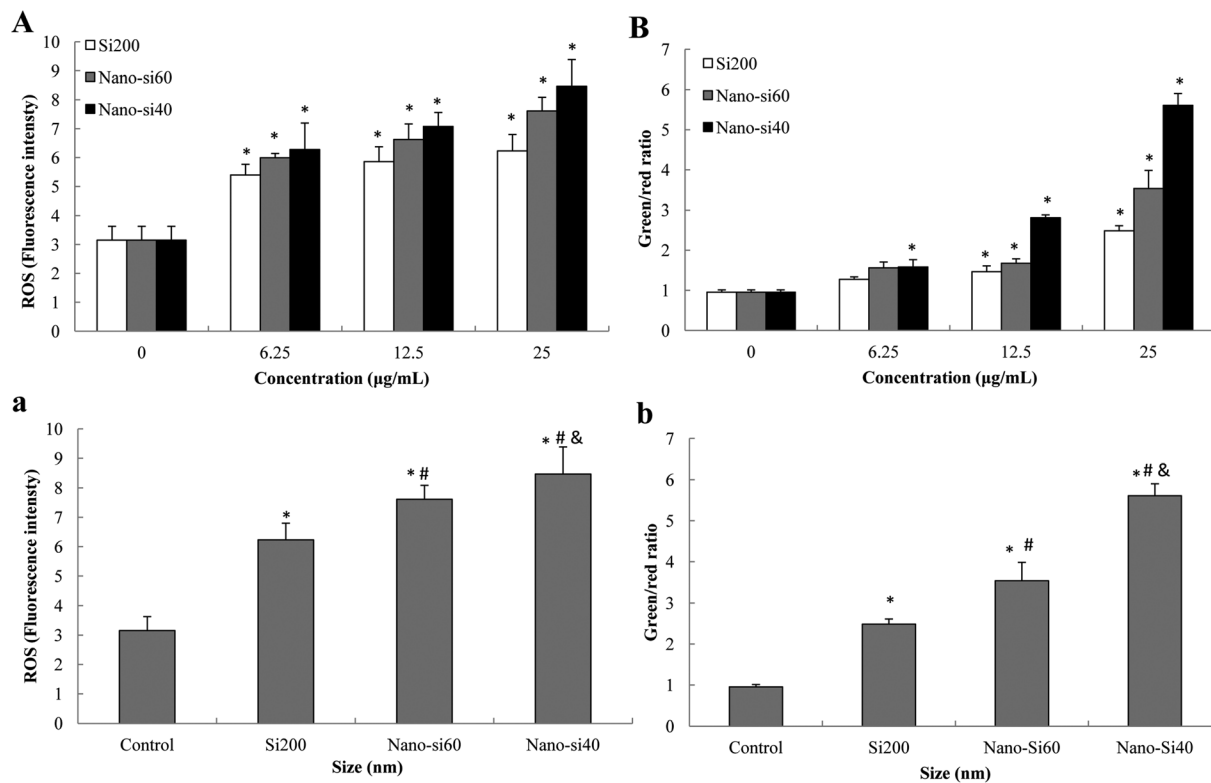 A
Si200
Nano-si60
Nano-si40
ROS (Fluorescence intensty)
10
9
8
7
6
5
4
3
2
1
0
* * *
* * *
* * *
0 6.25 12.5 25
Concentration (μg/mL)
B
Si200
Nano-si60
Nano-si40
Green/red ratio
7
6
5
4
3
2
1
0
*
* * *
* * *
0 6.25 12.5 25
Concentration (μg/mL)
a
ROS (Fluorescence intensty)
10
9
8
7
6
5
4
3
2
1
0
*
* #
* # &
Control Si200 Nano-si60 Nano-si40
Size (nm)
b
Green/red ratio
7
6
5
4
3
2
1
0
*
* #
* # &
Control Si200 Nano-Si60 Nano-Si40
Size (nm)